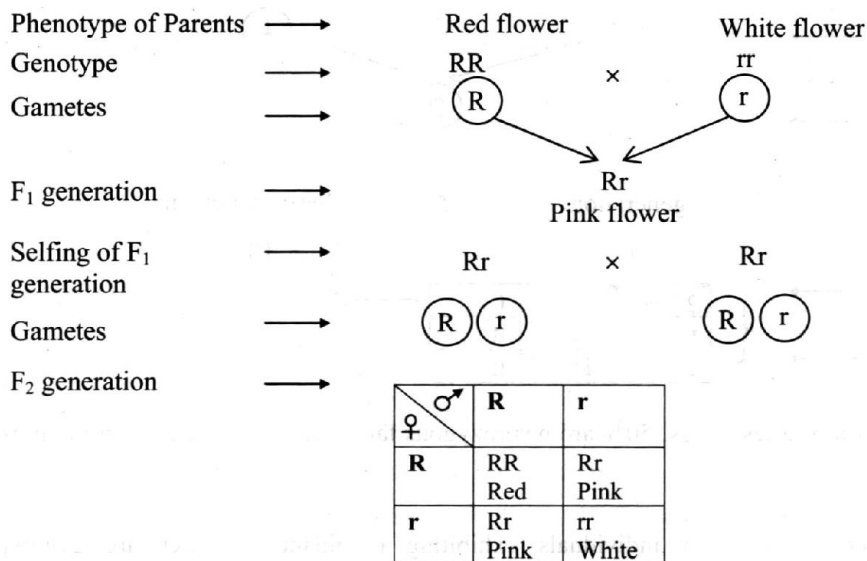 Phenotype of Parents Red flower White flower
Genotype RR × rr
Gametes R r
F₁ generation Rr
Pink flower
Selfing of F₁ Rr × Rr
generation
Gametes R r R r
F₂ generation
♂ R r
♀
R RR Rr
Red Pink
r Rr rr
Pink White